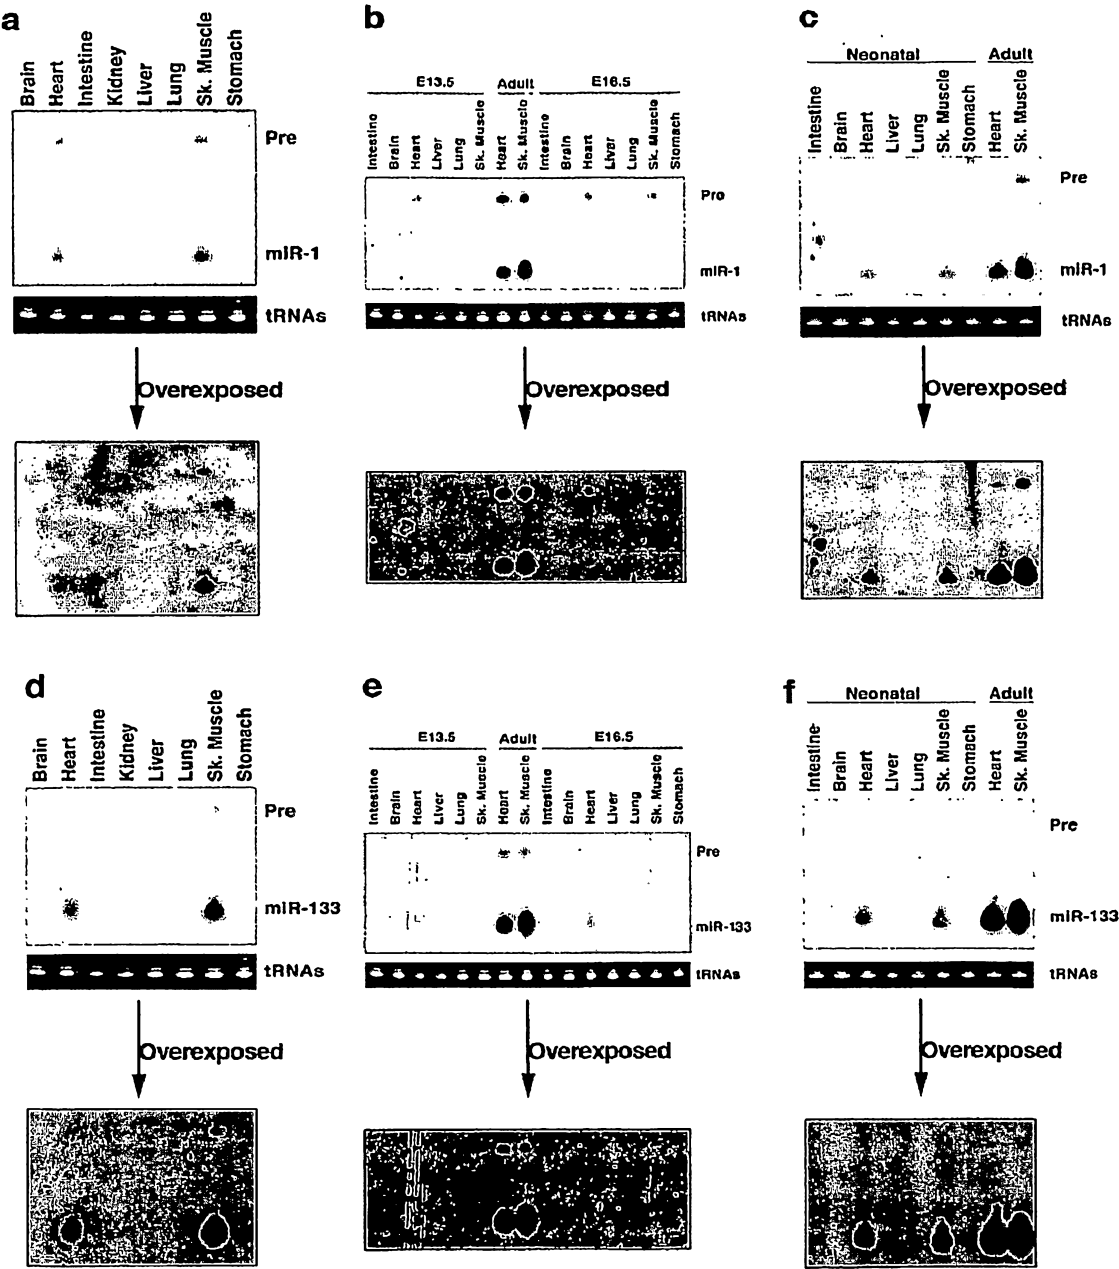 a
Brain
Heart
Intestine
Kidney
Liver
Lung
Sk. Muscle
Stomach
Pre
miR-1
tRNAs
Overexposed
b
E13.5 Adult E16.5
Intestine
Brain
Heart
Liver
Lung
Sk. Muscle
Heart
Sk. Muscle
Intestine
Brain
Heart
Liver
Lung
Sk. Muscle
Stomach
Pro
miR-1
tRNAs
Overexposed
c
Neonatal Adult
Intestine
Brain
Heart
Liver
Lung
Sk. Muscle
Stomach
Heart
Sk. Muscle
Pre
miR-1
tRNAs
Overexposed
d
Brain
Heart
Intestine
Kidney
Liver
Lung
Sk. Muscle
Stomach
Pre
miR-133
tRNAs
Overexposed
e
E13.5 Adult E16.5
Intestine
Brain
Heart
Liver
Lung
Sk. Muscle
Heart
Sk. Muscle
Intestine
Brain
Heart
Liver
Lung
Sk. Muscle
Stomach
Pre
miR-133
tRNAs
Overexposed
f
Neonatal Adult
Intestine
Brain
Heart
Liver
Lung
Sk. Muscle
Stomach
Heart
Sk. Muscle
Pre
miR-133
tRNAs
Overexposed